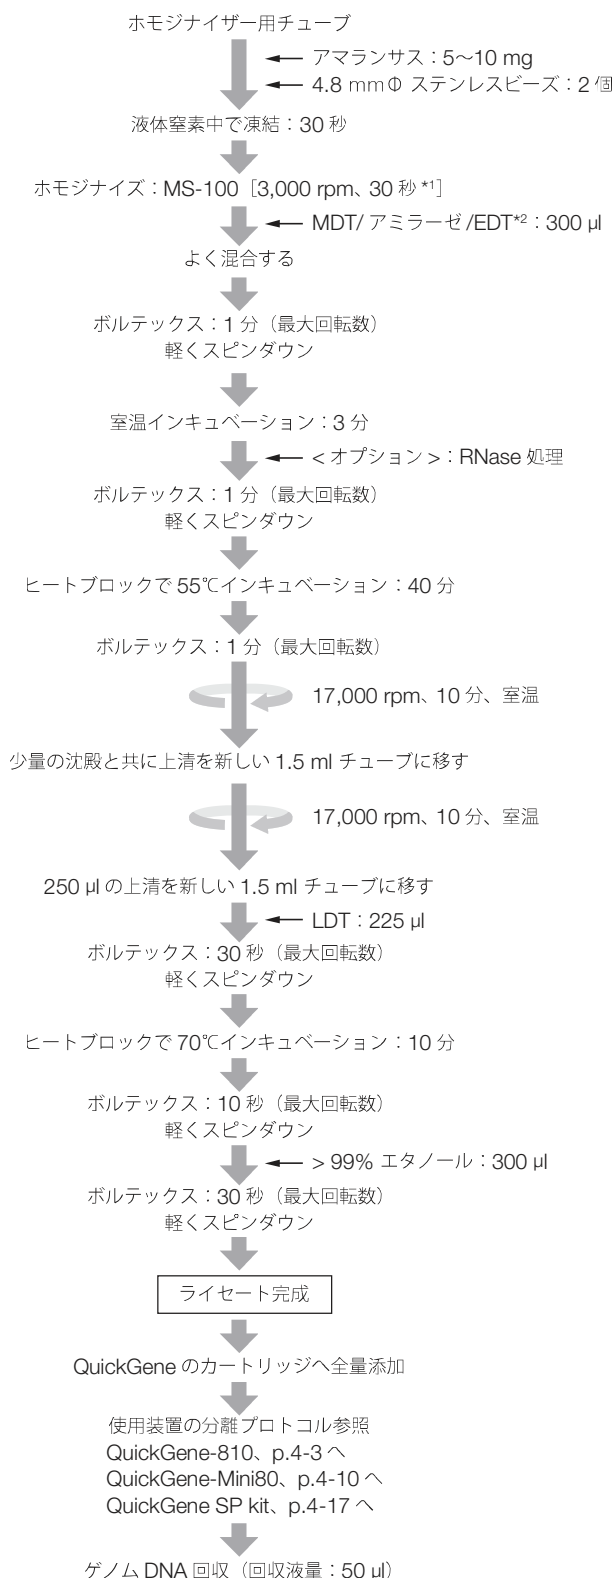 ホモジナイザー用チューブ
アマランサス：5〜10 mg
4.8 mmΦ ステンレスビーズ：2 個
液体窒素中で凍結：30 秒
ホモジナイズ：MS-100［3,000 rpm、30 秒 *1］
MDT/ アミラーゼ /EDT*2：300 µl
よく混合する
ボルテックス：1 分（最大回転数）
軽くスピンダウン
室温インキュベーション：3 分
< オプション >：RNase 処理
ボルテックス：1 分（最大回転数）
軽くスピンダウン
ヒートブロックで 55℃インキュベーション：40 分
ボルテックス：1 分（最大回転数）
17,000 rpm、10 分、室温
少量の沈殿と共に上清を新しい 1.5 ml チューブに移す
17,000 rpm、10 分、室温
250 µl の上清を新しい 1.5 ml チューブに移す
LDT：225 µl
ボルテックス：30 秒（最大回転数）
軽くスピンダウン
ヒートブロックで 70℃インキュベーション：10 分
ボルテックス：10 秒（最大回転数）
軽くスピンダウン
> 99% エタノール：300 µl
ボルテックス：30 秒（最大回転数）
軽くスピンダウン
ライセート完成
QuickGene のカートリッジへ全量添加
使用装置の分離プロトコル参照
QuickGene-810、p.4-3 へ
QuickGene-Mini80、p.4-10 へ
QuickGene SP kit、p.4-17 へ
ゲノム DNA 回収（回収液量：50 µl）